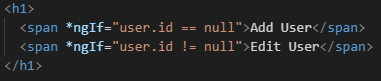 <h1>
<span *ngIf="user.id == null">Add User</span>
<span *ngIf="user.id != null">Edit User</span>
</h1>